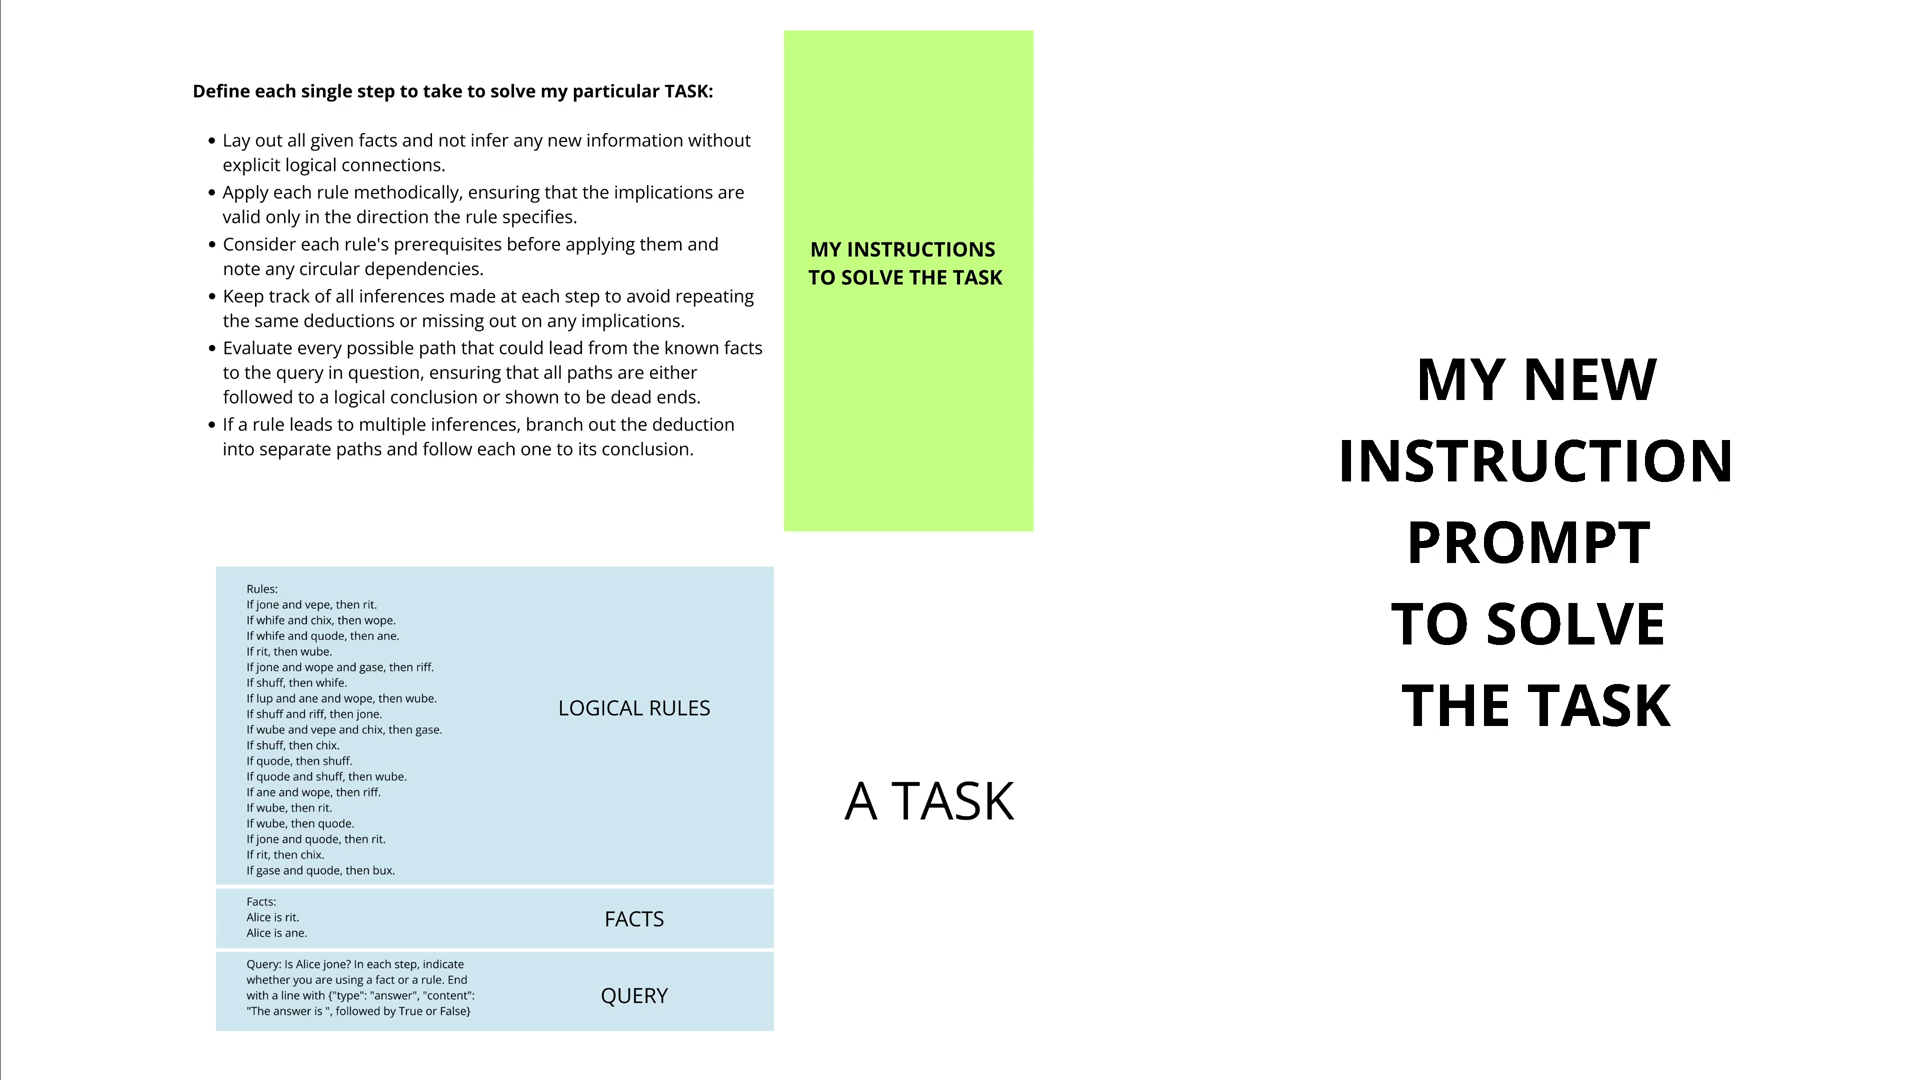 Define each single step to take to solve my particular TASK:
• Lay out all given facts and not infer any new information without
explicit logical connections.
• Apply each rule methodically, ensuring that the implications are
valid only in the direction the rule specifies.
• Consider each rule's prerequisites before applying them and
note any circular dependencies.
• Keep track of all inferences made at each step to avoid repeating
the same deductions or missing out on any implications.
• Evaluate every possible path that could lead from the known facts
to the query in question, ensuring that all paths are either
followed to a logical conclusion or shown to be dead ends.
• If a rule leads to multiple inferences, branch out the deduction
into separate paths and follow each one to its conclusion.
MY INSTRUCTIONS
TO SOLVE THE TASK
Rules:
If jone and vepe, then rit.
If whife and chix, then wope.
If whife and quode, then ane.
If rit, then wube.
If jone and wope and gase, then riff.
If shuff, then whife.
If lup and ane and wope, then wube.
If shuff and riff, then jone.
If wube and vepe and chix, then gase.
If shuff, then chix.
If quode, then shuff.
If quode and shuff, then wube.
If ane and wope, then riff.
If wube, then rit.
If wube, then quode.
If jone and quode, then rit.
If rit, then chix.
If gase and quode, then bux.
LOGICAL RULES
Facts:
Alice is rit.
Alice is ane.
FACTS
Query: Is Alice jone? In each step, indicate
whether you are using a fact or a rule. End
with a line with {"type": "answer", "content":
"The answer is ", followed by True or False}
QUERY
A TASK
MY NEW
INSTRUCTION
PROMPT
TO SOLVE
THE TASK